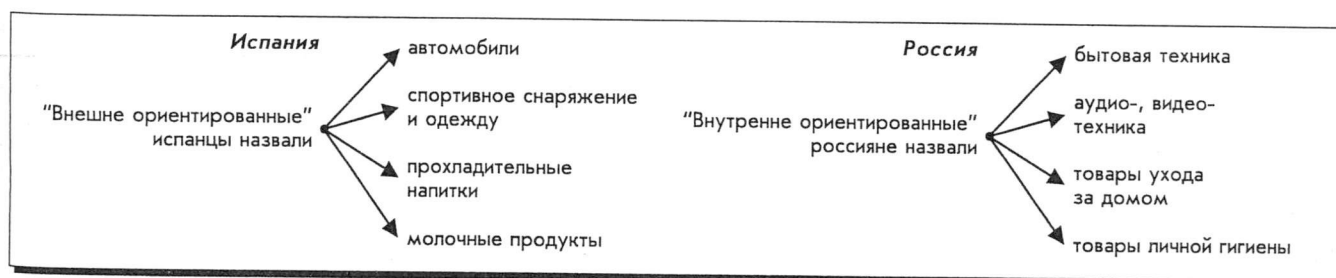 Испания
"Внешне ориентированные"
испанцы назвали
автомобили
спортивное снаряжение
и одежду
прохладительные
напитки
молочные продукты
Россия
"Внутренне ориентированные"
россияне назвали
бытовая техника
аудио-, видео-
техника
товары ухода
за домом
товары личной гигиены